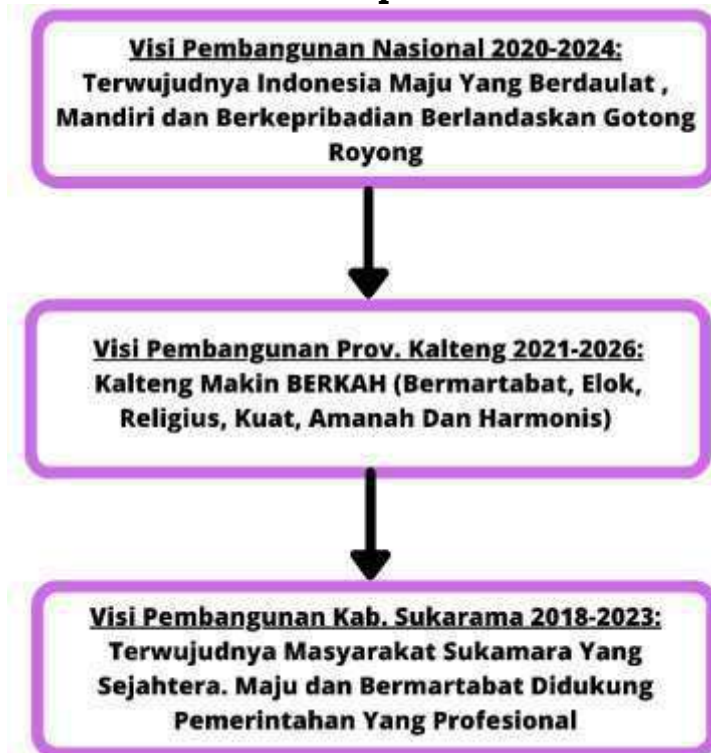 Visi Pembangunan Nasional 2020-2024:
Terwujudnya Indonesia Maju Yang Berdaulat ,
Mandiri dan Berkepribadian Berlandaskan Gotong
Royong
Visi Pembangunan Prov. Kalteng 2021-2026:
Kalteng Makin BERKAH (Bermartabat, Elok,
Religius, Kuat, Amanah Dan Harmonis)
Visi Pembangunan Kab. Sukarama 2018-2023:
Terwujudnya Masyarakat Sukamara Yang
Sejahtera. Maju dan Bermartabat Didukung
Pemerintahan Yang Profesional